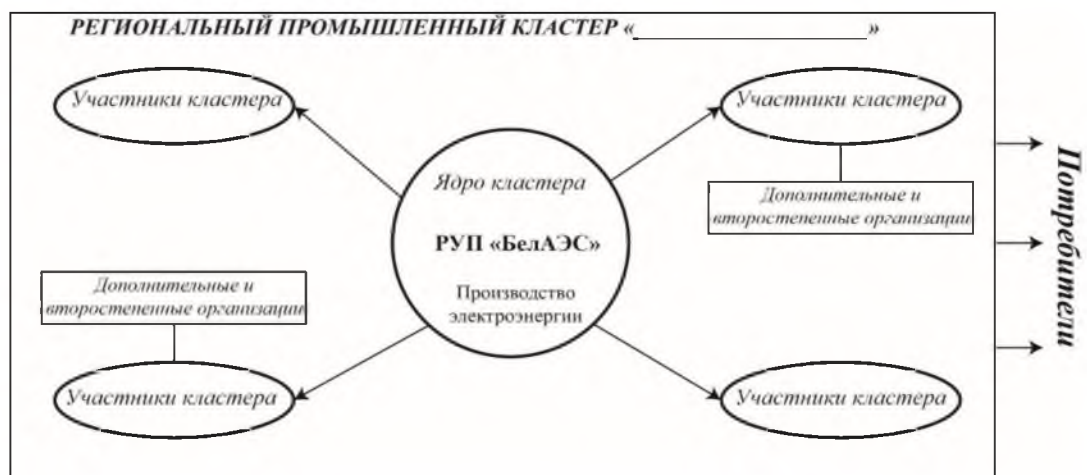 РЕГИОНАЛЬНЫЙ ПРОМЫШЛЕННЫЙ КЛАСТЕР «____________________»
Участники кластера
Участники кластера
Ядро кластера
РУП «БелАЭС»
Производство
электроэнергии
Дополнительные и
второстепенные организации
Дополнительные и
второстепенные организации
Участники кластера
Участники кластера
Потребители